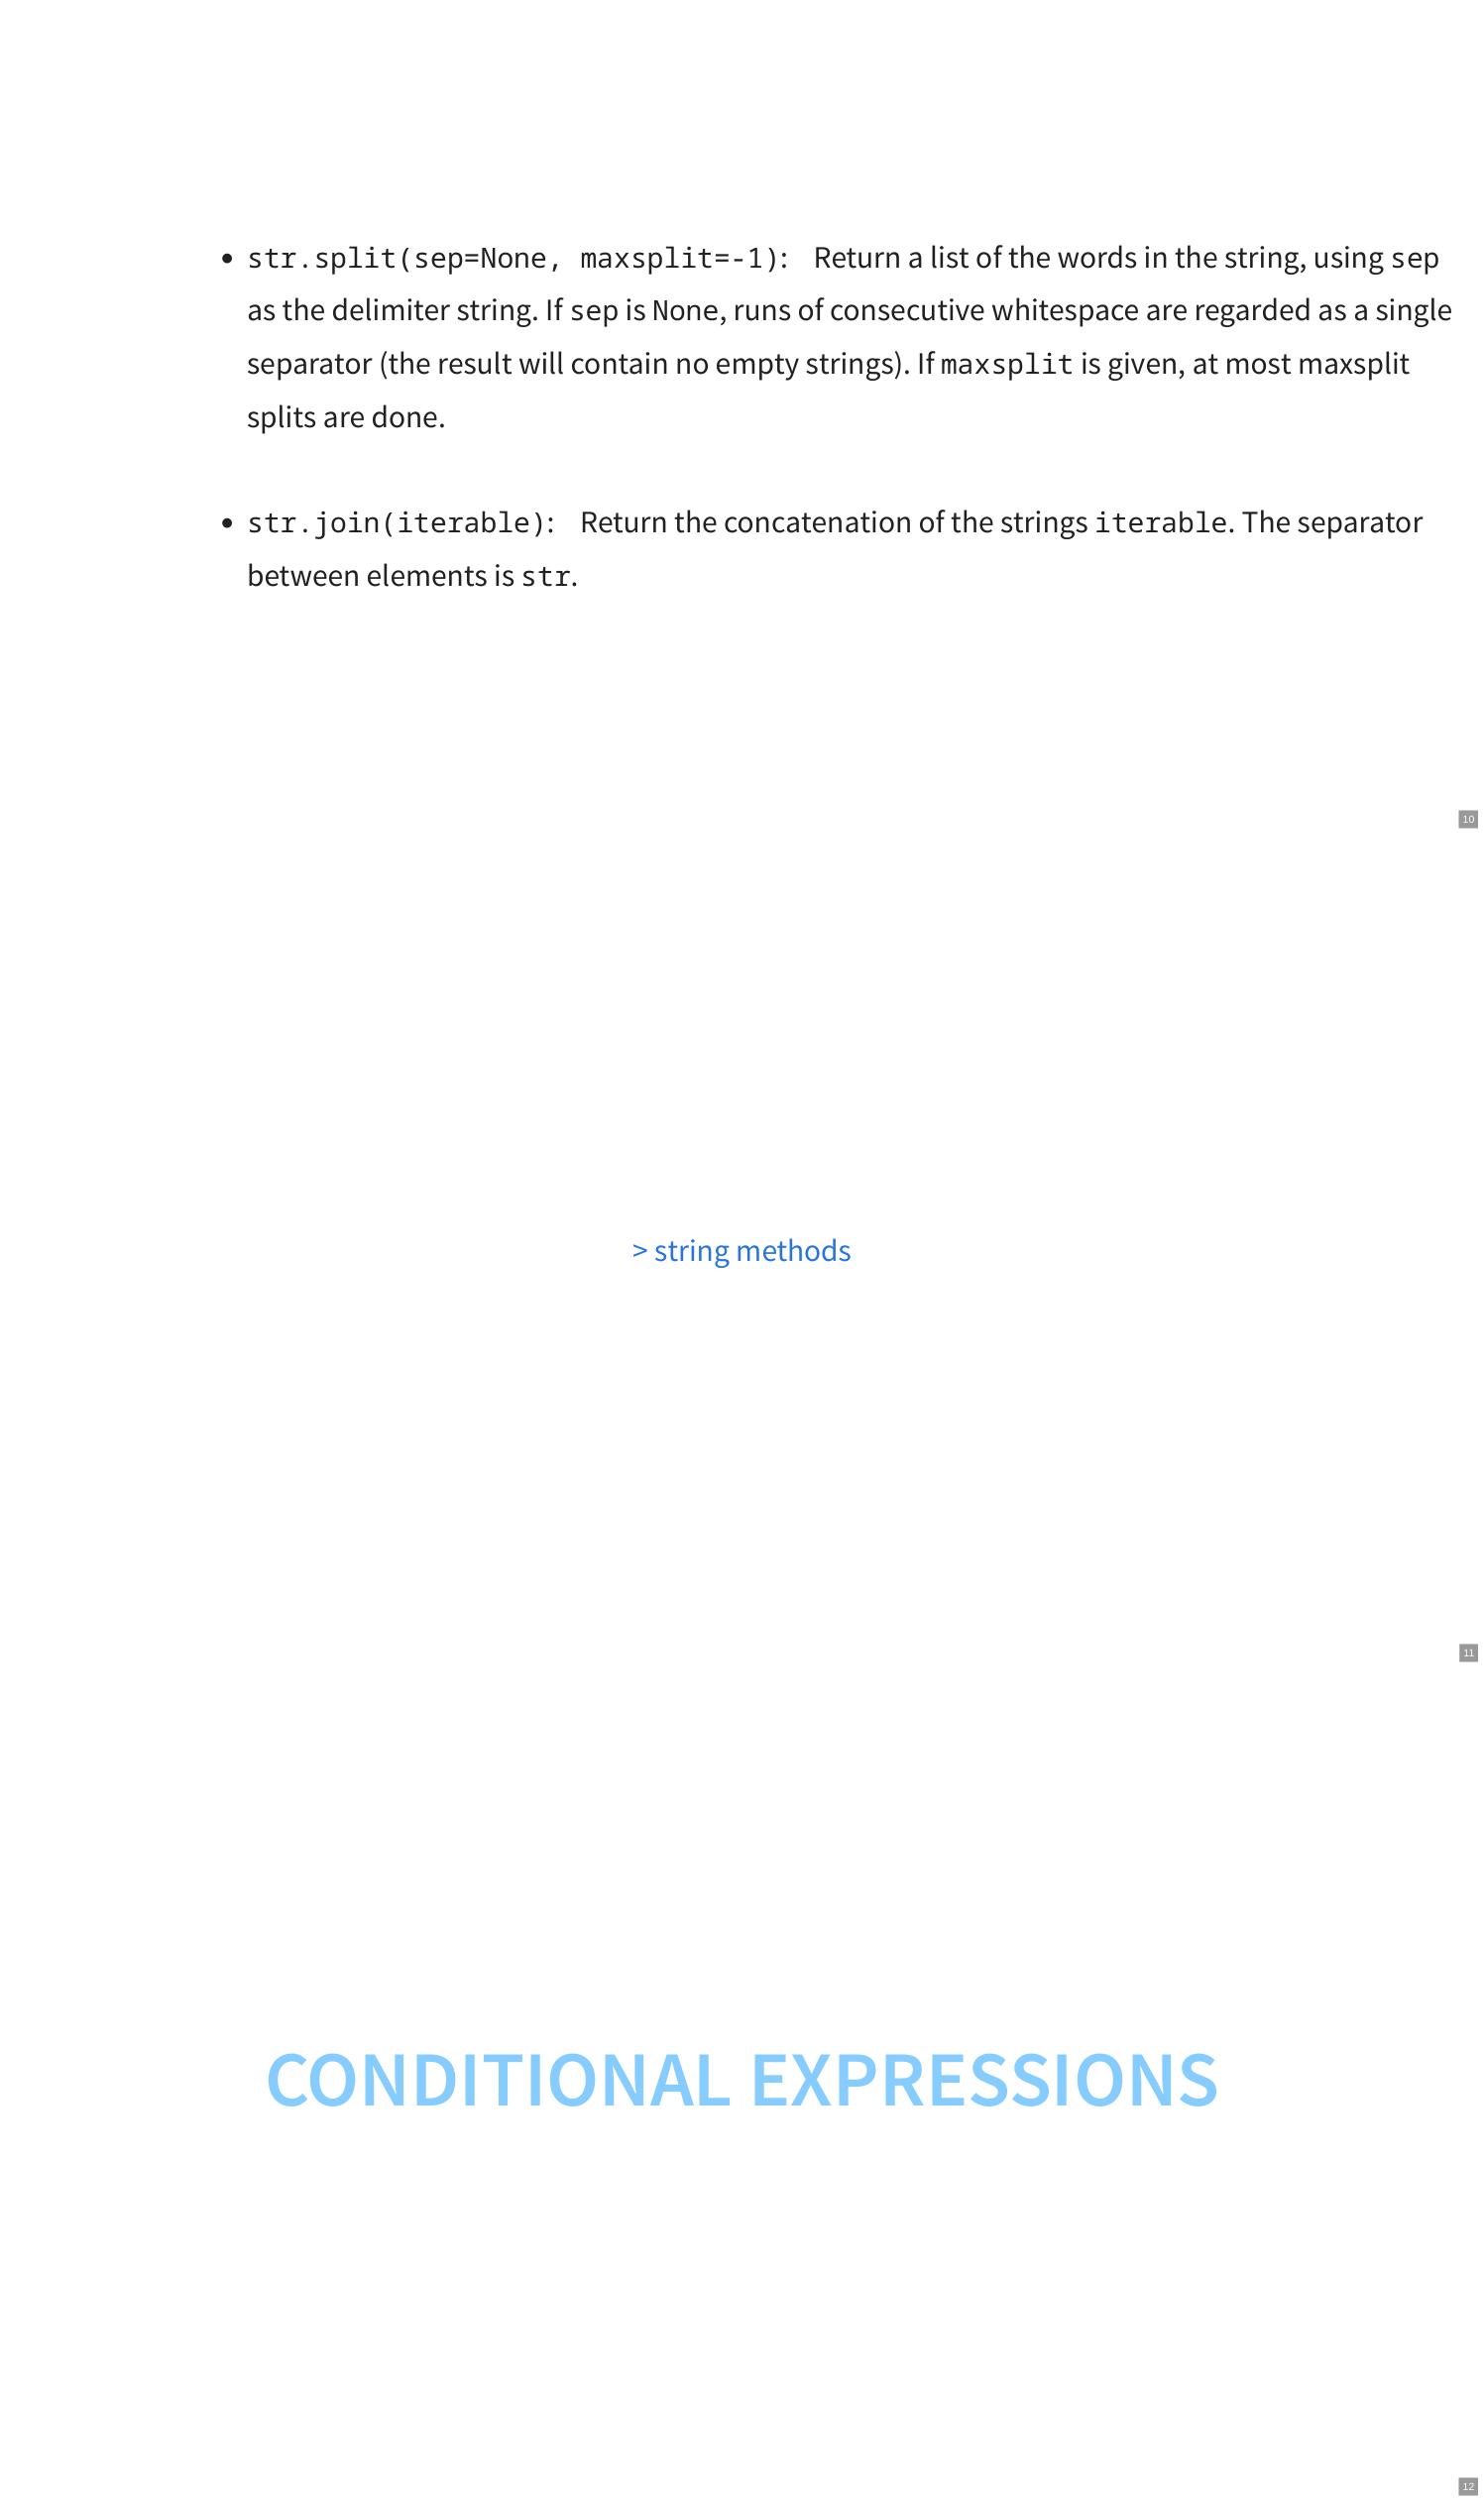 • str.split(sep=None, maxsplit=-1): Return a list of the words in the string, using sep
as the delimiter string. If sep is None, runs of consecutive whitespace are regarded as a single
separator (the result will contain no empty strings). If maxsplit is given, at most maxsplit
splits are done.
• str.join(iterable): Return the concatenation of the strings iterable. The separator
between elements is str.
10
> string methods
11
CONDITIONAL EXPRESSIONS
12